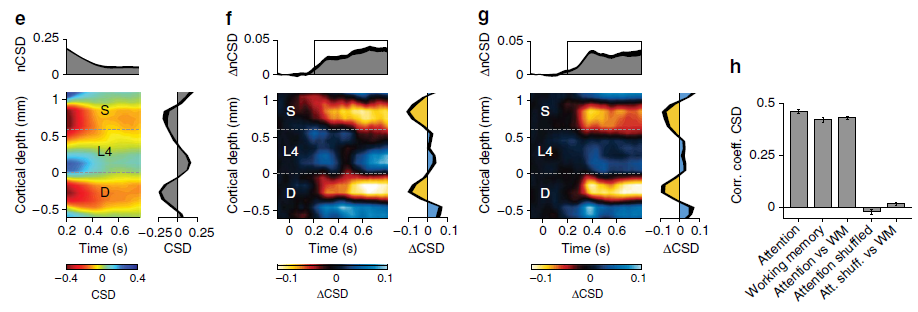 e
0.25
0
nCSD
Cortical depth (mm)
1
0.5
0
−0.5
S
L4
D
0.2 0.4 0.6
Time (s)
−0.25 0 0.25
CSD
−0.4 0 0.4
CSD
f
0.05
0
ΔnCSD
Cortical depth (mm)
1
0.5
0
−0.5
S
L4
D
0 0.2 0.4 0.6
Time (s)
−0.1 0 0.1
ΔCSD
−0.1 0.1
ΔCSD
g
0.05
0
ΔnCSD
Cortical depth (mm)
1
0.5
0
−0.5
S
L4
D
0 0.2 0.4 0.6
Time (s)
−0.1 0 0.1
ΔCSD
−0.1 0.1
ΔCSD
h
0.5
0.25
0
Corr. coeff. CSD
Attention
Working memory
Attention vs WM
Attention shuffled
Att. shuff. vs WM